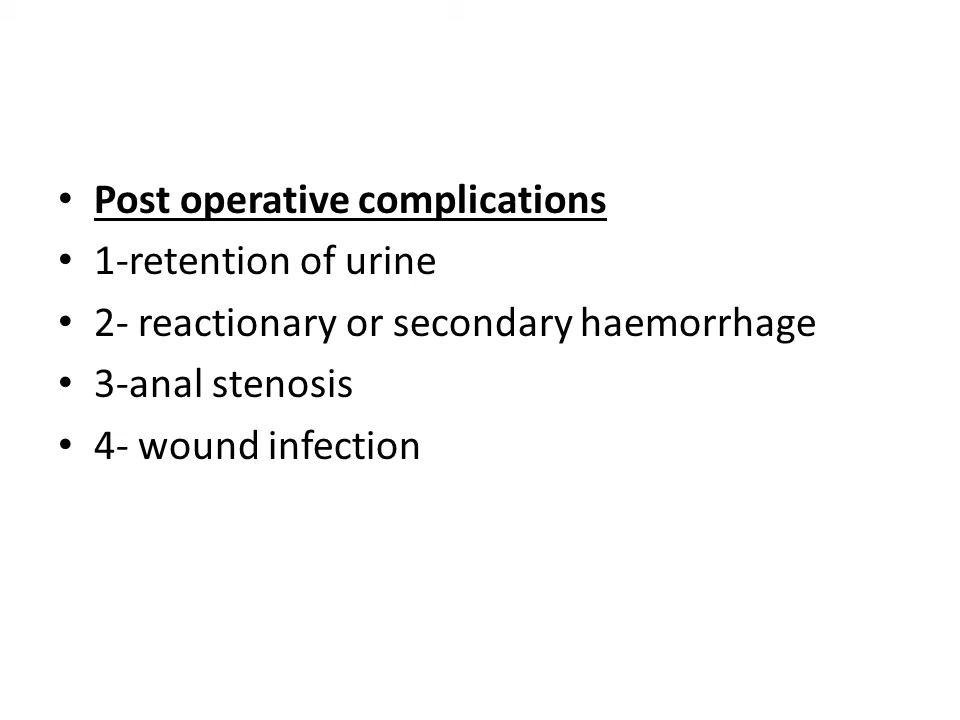 • Post operative complications
• 1-retention of urine
• 2- reactionary or secondary haemorrhage
• 3-anal stenosis
• 4- wound infection